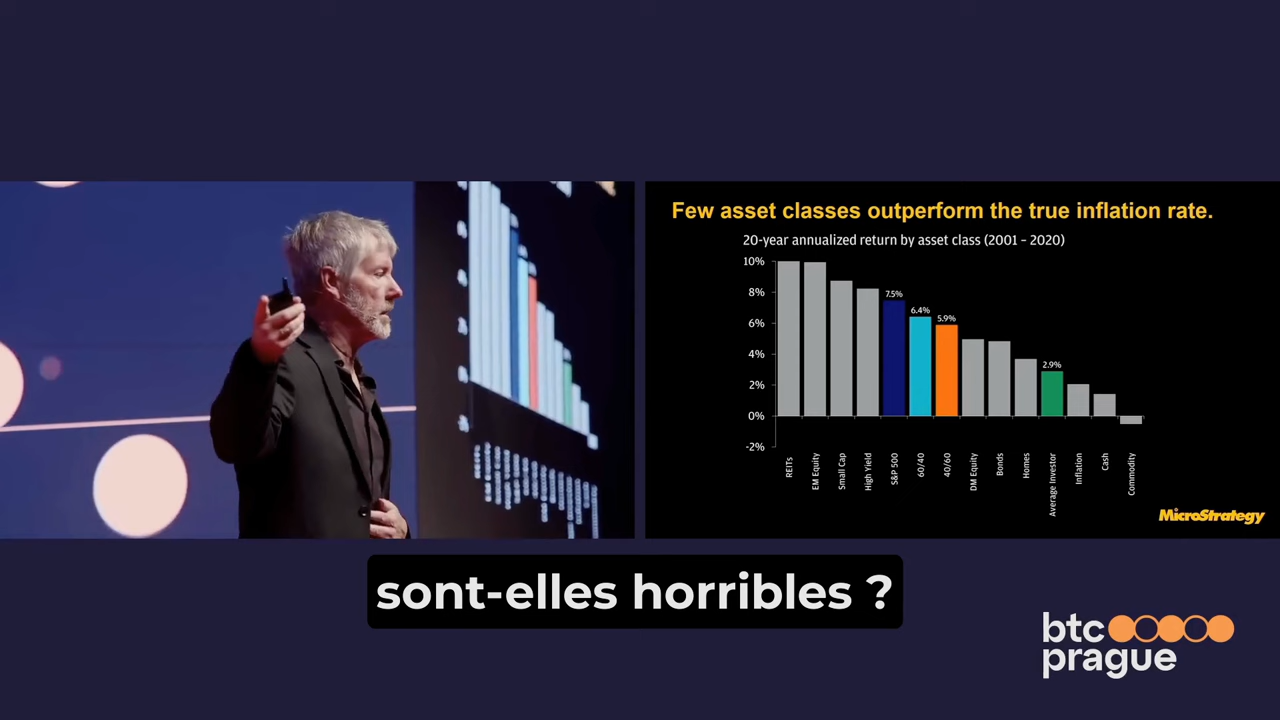 Few asset classes outperform the true inflation rate.
20-year annualized return by asset class (2001 – 2020)
10%
8%
6%
4%
2%
0%
-2%
7.5%
6.4%
5.9%
2.9%
REITs
EM Equity
Small Cap
High Yield
S&P 500
60/40
40/60
DM Equity
Bonds
Homes
Average Investor
Inflation
Cash
Commodity
MicroStrategy
sont-elles horribles ?
btc
prague